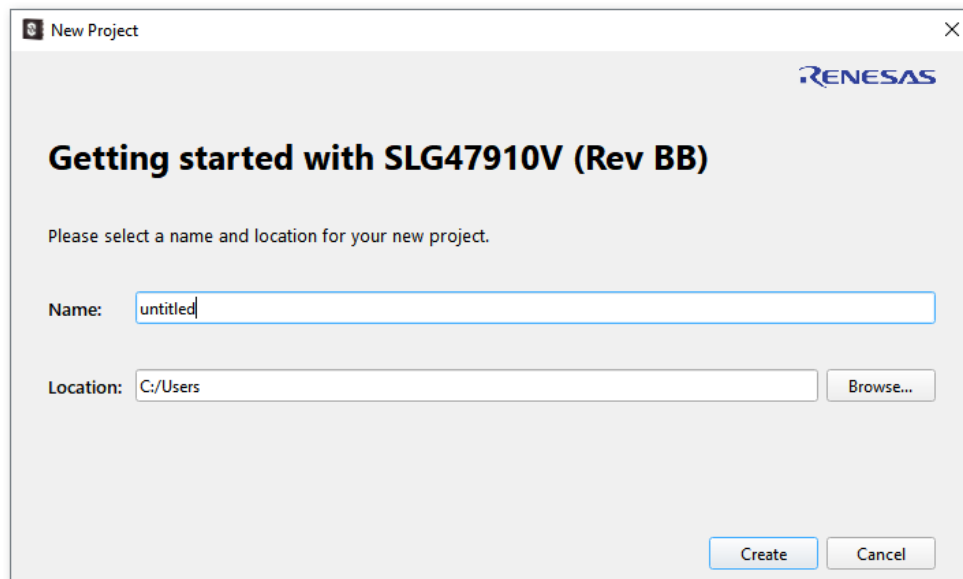 New Project
RENESAS
Getting started with SLG47910V (Rev BB)
Please select a name and location for your new project.
Name: untitled
Location: C:/Users Browse...
Create Cancel